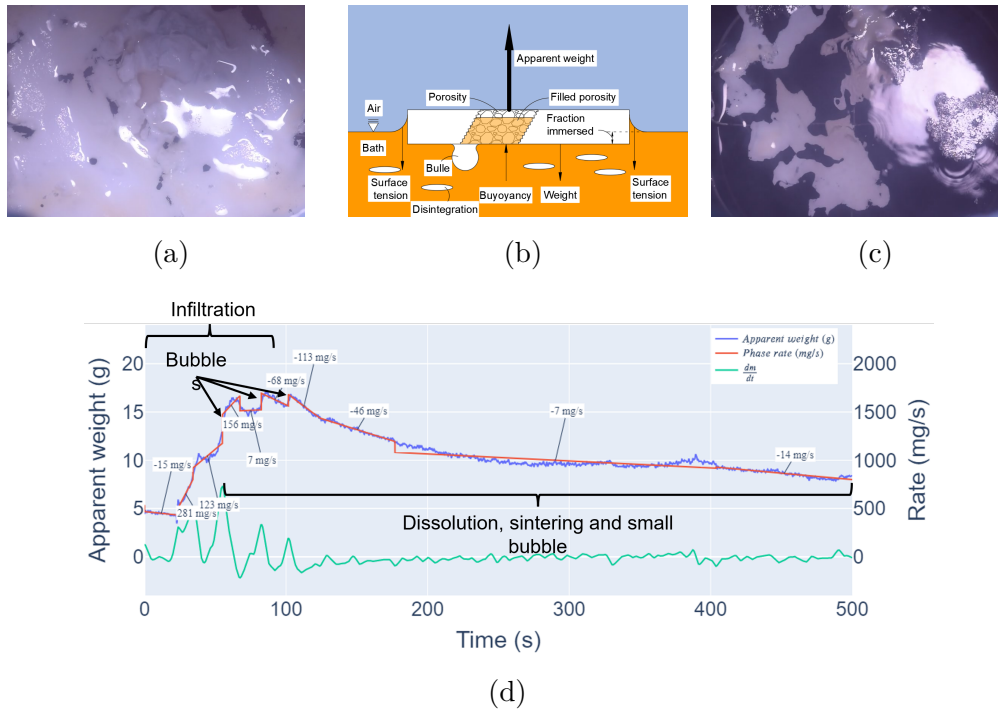 Apparent weight
Porosity
Filled porosity
Air
Fraction
immersed
Bath
Bulle
Surface
tension
Buyoyancy
Weight
Surface
tension
Disintegration
(a)
(b)
(c)
Infiltration
Bubble
s
-113 mg/s
-68 mg/s
Apparent weight (g)
Phase rate (mg/s)
dm
dt
20
2000
15
1500
156 mg/s
-46 mg/s
-7 mg/s
-15 mg/s
7 mg/s
-14 mg/s
10
1000
123 mg/s
281 mg/s
5
500
Dissolution, sintering and small
bubble
0
0
Apparent weight (g)
Rate (mg/s)
0
100
200
300
400
500
Time (s)
(d)